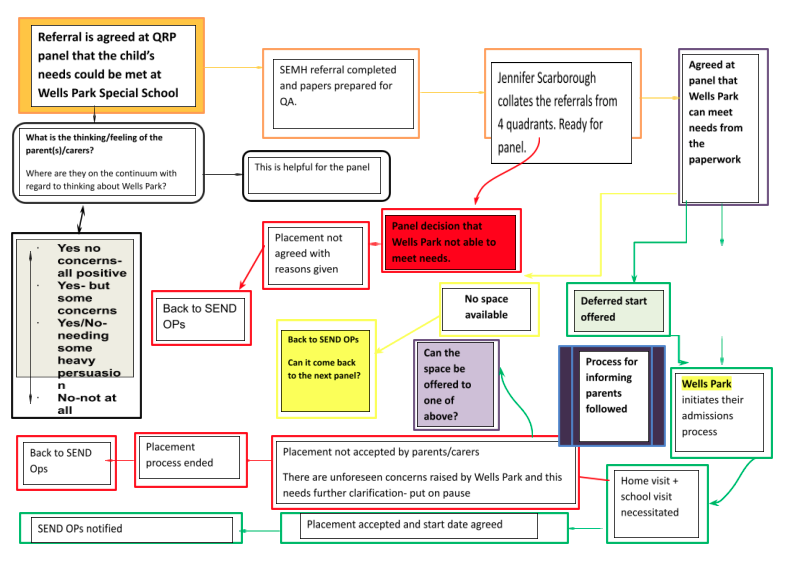 Referral is agreed at QRP
panel that the child's
needs could be met at
Wells Park Special School
SEMH referral completed
and papers prepared for
QA.
Jennifer Scarborough
collates the referrals from
4 quadrants. Ready for
panel.
Agreed at
panel that
Wells Park
can meet
needs from
the
paperwork
What is the thinking/feeling of the
parent(s)/carers?
Where are they on the continuum with
regard to thinking about Wells Park?
This is helpful for the panel
Panel decision that
Wells Park not able to
meet needs.
Placement not
agreed with
reasons given
Back to SEND
OPs
· Yes no
concerns-
all positive
· Yes- but
some
concerns
· Yes/No-
needing
some
heavy
persuasio
n
· No-not at
all
No space
available
Deferred start
offered
Back to SEND OPs
Can it come back
to the next panel?
Can the
space be
offered to
one of
above?
Process for
informing
parents
followed
Wells Park
initiates their
admissions
process
Back to SEND
Ops
Placement
process ended
Placement not accepted by parents/carers
There are unforeseen concerns raised by Wells Park and this
needs further clarification- put on pause
Home visit +
school visit
necessitated
SEND OPs notified
Placement accepted and start date agreed